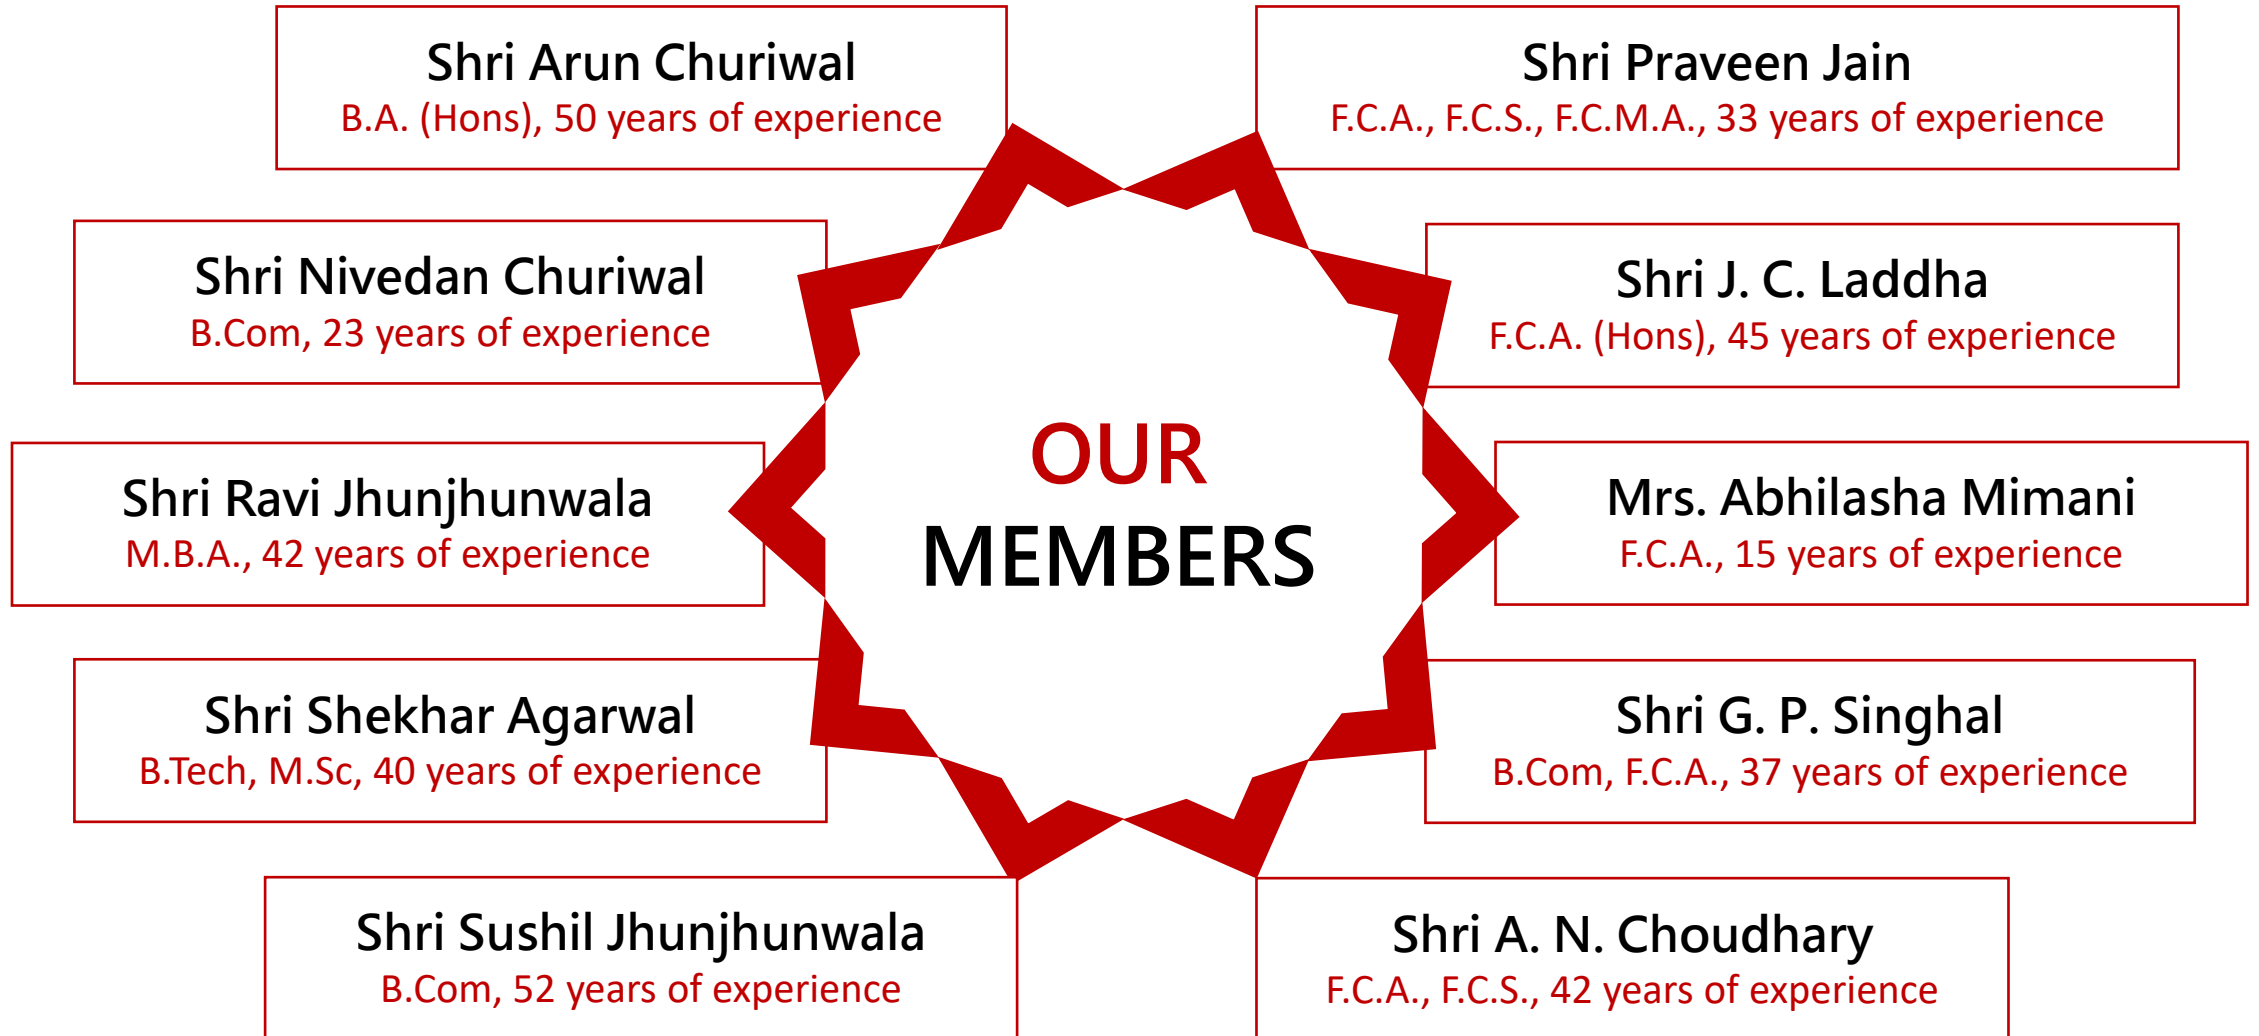 Shri Arun Churiwal
B.A. (Hons), 50 years of experience
Shri Praveen Jain
F.C.A., F.C.S., F.C.M.A., 33 years of experience
Shri Nivedan Churiwal
B.Com, 23 years of experience
Shri J. C. Laddha
F.C.A. (Hons), 45 years of experience
OUR
MEMBERS
Shri Ravi Jhunjhunwala
M.B.A., 42 years of experience
Mrs. Abhilasha Mimani
F.C.A., 15 years of experience
Shri Shekhar Agarwal
B.Tech, M.Sc, 40 years of experience
Shri G. P. Singhal
B.Com, F.C.A., 37 years of experience
Shri Sushil Jhunjhunwala
B.Com, 52 years of experience
Shri A. N. Choudhary
F.C.A., F.C.S., 42 years of experience